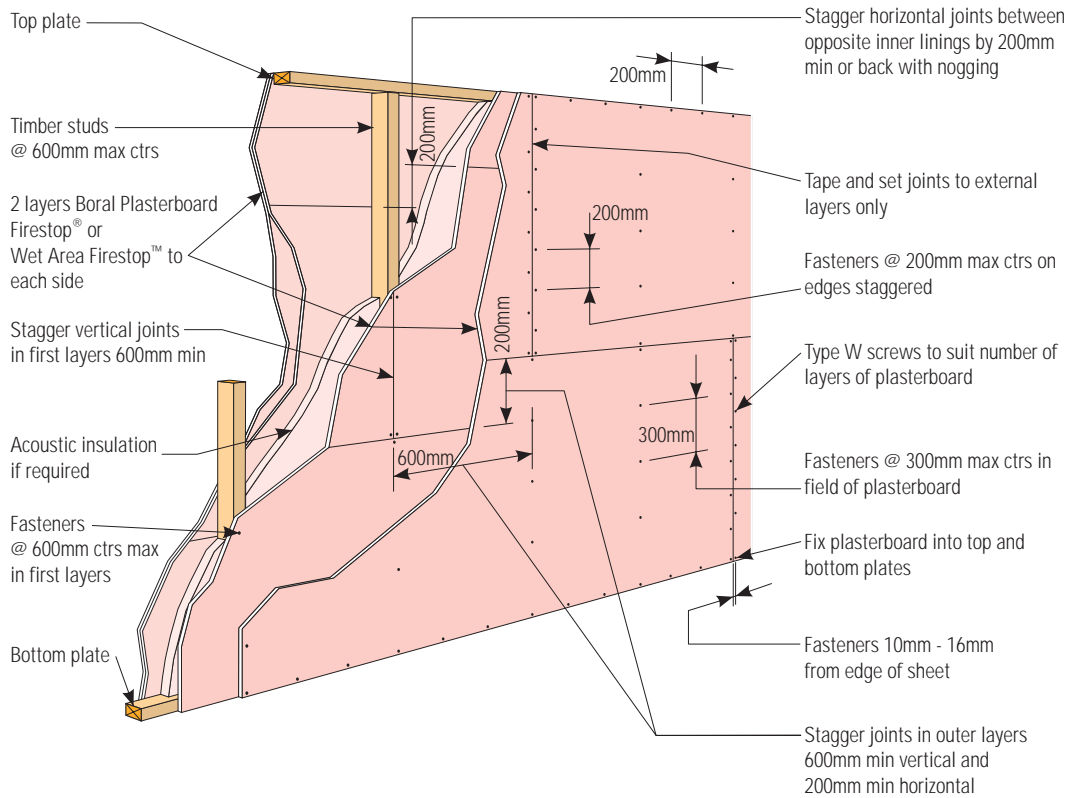 Top plate
Timber studs
@ 600mm max ctrs
2 layers Boral Plasterboard
Firestop® or
Wet Area Firestop™ to
each side
Stagger vertical joints
in first layers 600mm min
Acoustic insulation
if required
Fasteners
@ 600mm ctrs max
in first layers
Bottom plate
200mm
200mm
200mm
200mm
300mm
600mm
Stagger horizontal joints between
opposite inner linings by 200mm
min or back with nogging
Tape and set joints to external
layers only
Fasteners @ 200mm max ctrs on
edges staggered
Type W screws to suit number of
layers of plasterboard
Fasteners @ 300mm max ctrs in
field of plasterboard
Fix plasterboard into top and
bottom plates
Fasteners 10mm - 16mm
from edge of sheet
Stagger joints in outer layers
600mm min vertical and
200mm min horizontal